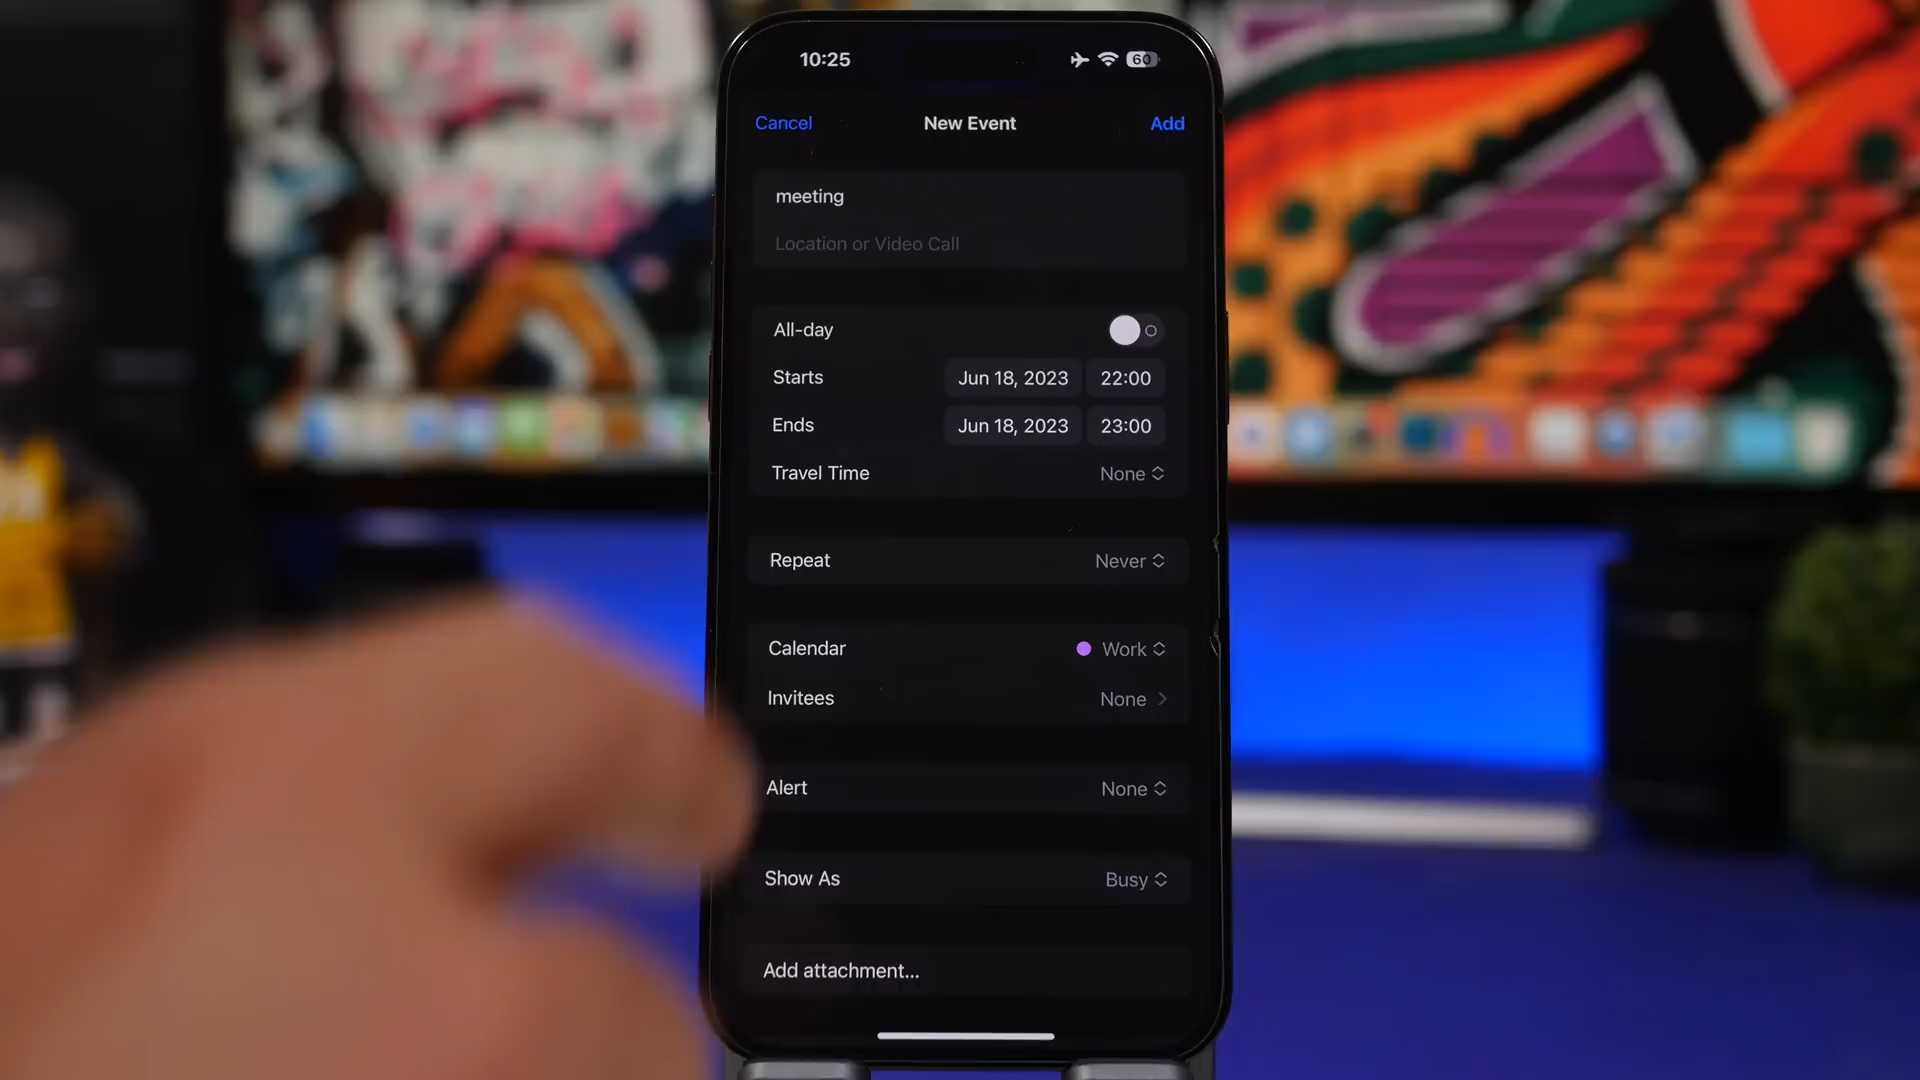 10:25 60
Cancel New Event Add
meeting
Location or Video Call
All-day
Starts Jun 18, 2023 22:00
Ends Jun 18, 2023 23:00
Travel Time None
Repeat Never
Calendar Work
Invitees None
Alert None
Show As Busy
Add attachment...